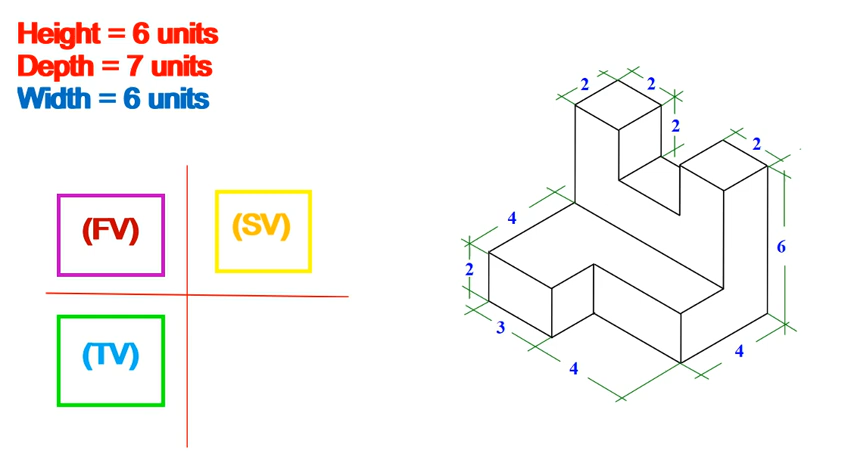 Height = 6 units
Depth = 7 units
Width = 6 units
(FV)
(SV)
(TV)
2
2
2
2
4
6
2
3
4
4